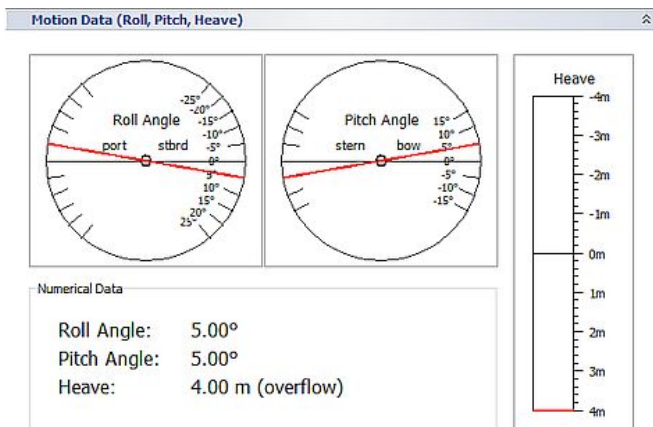 Motion Data (Roll, Pitch, Heave)
Roll Angle
port stbrd
-25°
-20°
-15°
-10°
-5°
0°
5°
10°
15°
20°
25°
Pitch Angle
stern bow
15°
10°
5°
0°
-5°
-10°
-15°
Heave
-4m
-3m
-2m
-1m
0m
1m
2m
3m
4m
Numerical Data
Roll Angle: 5.00º
Pitch Angle: 5.00º
Heave: 4.00 m (overflow)